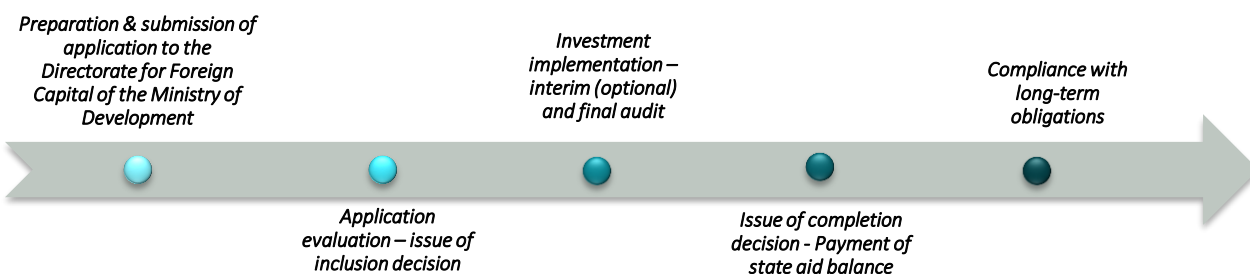 Preparation & submission of
application to the
Directorate for Foreign
Capital of the Ministry of
Development
Application
evaluation – issue of
inclusion decision
Investment
implementation –
interim (optional)
and final audit
Issue of completion
decision - Payment of
state aid balance
Compliance with
long-term
obligations